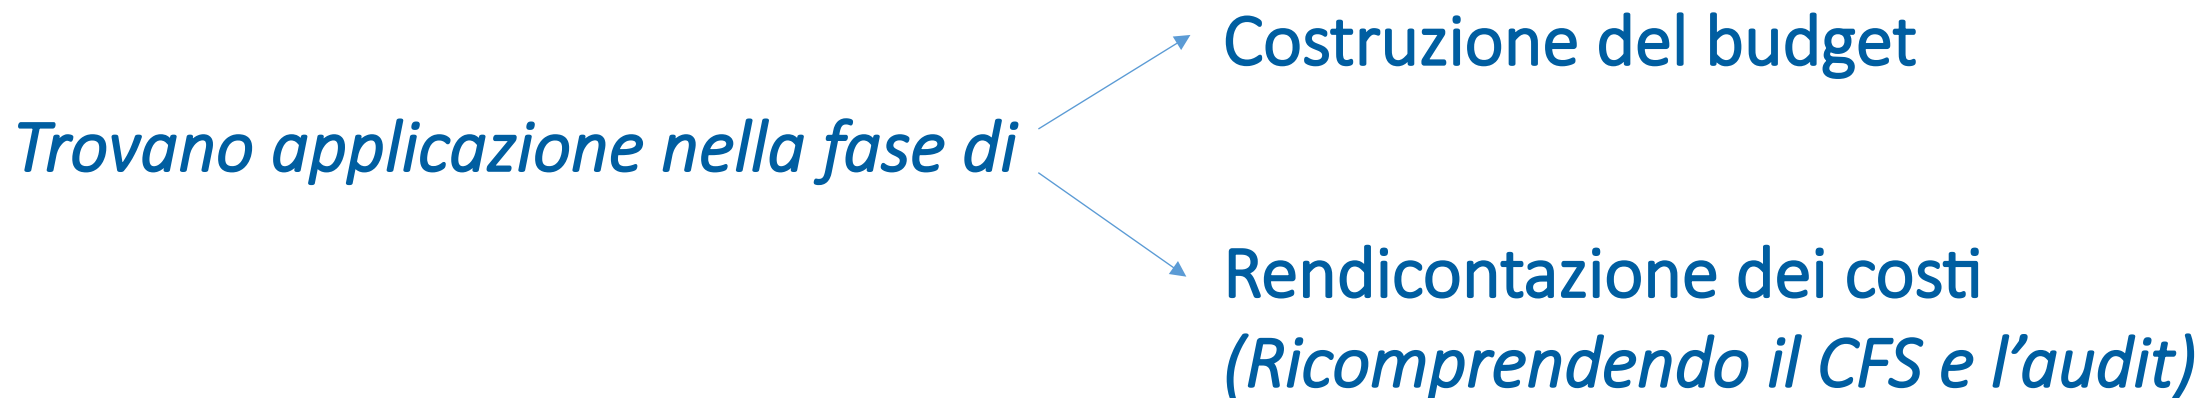 Costruzione del budget
Trovano applicazione nella fase di
Rendicontazione dei costi
(Ricomprendendo il CFS e l’audit)